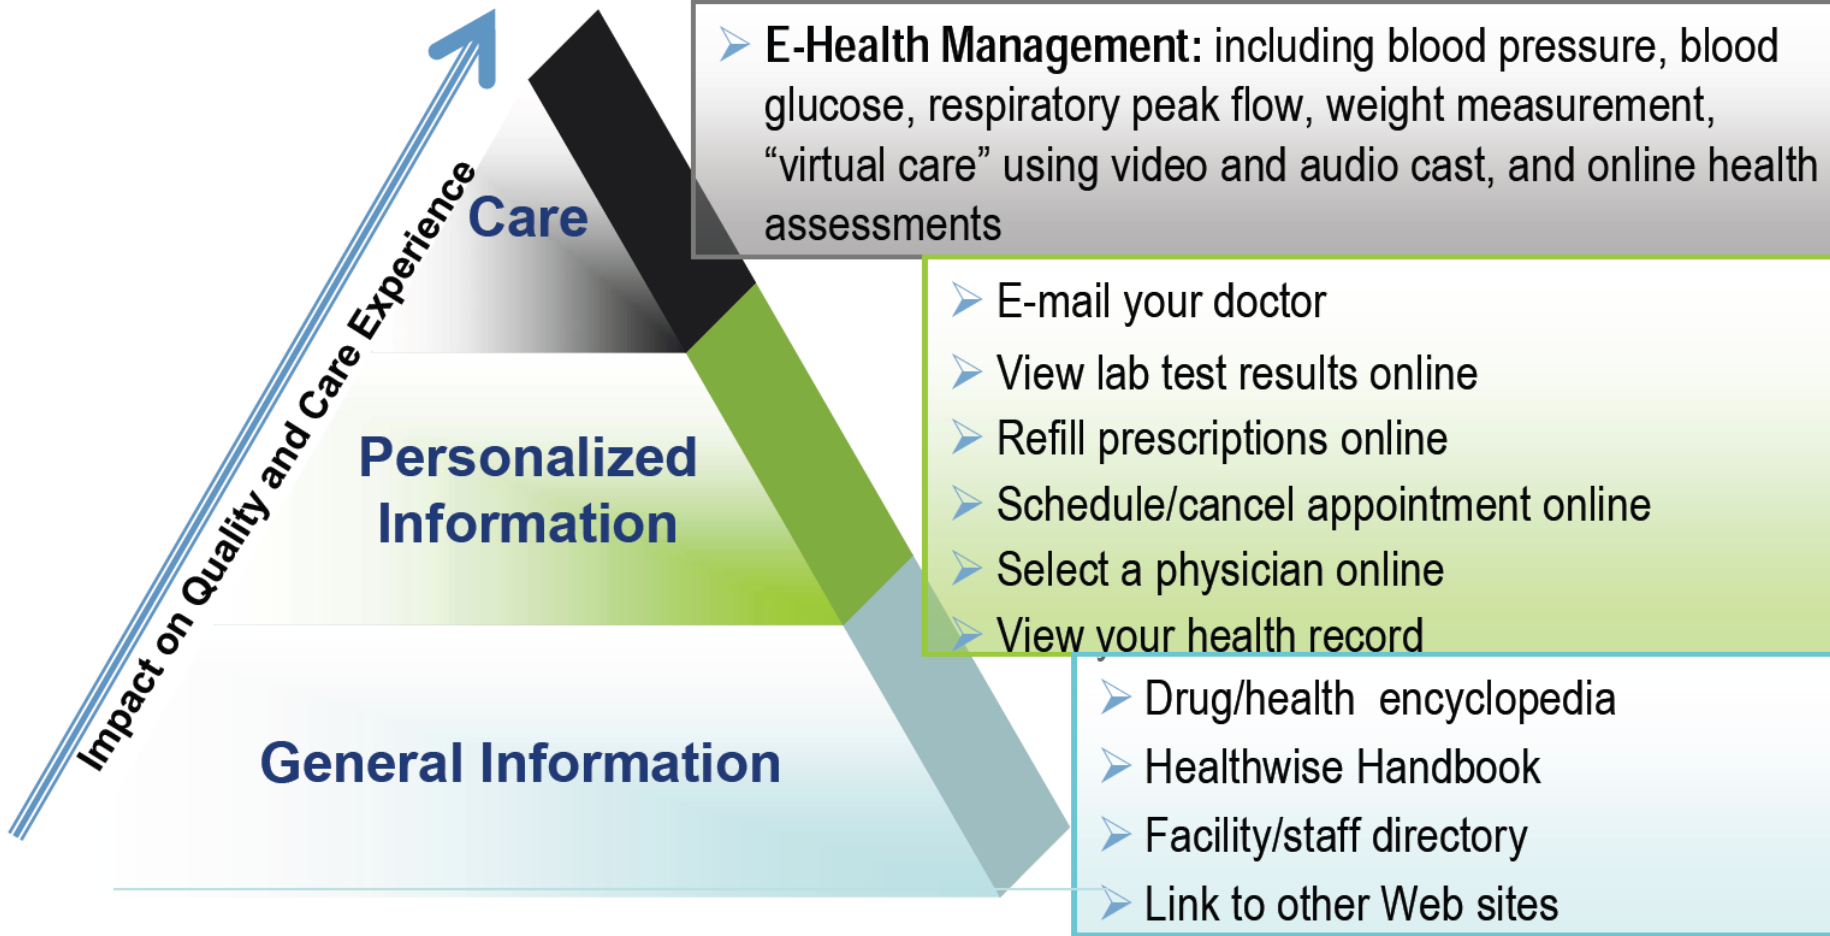 Impact on Quality and Care Experience
Care
Personalized
Information
General Information
➢ E-Health Management: including blood pressure, blood
glucose, respiratory peak flow, weight measurement,
“virtual care” using video and audio cast, and online health
assessments
➢ E-mail your doctor
➢ View lab test results online
➢ Refill prescriptions online
➢ Schedule/cancel appointment online
➢ Select a physician online
➢ View your health record
➢ Drug/health encyclopedia
➢ Healthwise Handbook
➢ Facility/staff directory
➢ Link to other Web sites